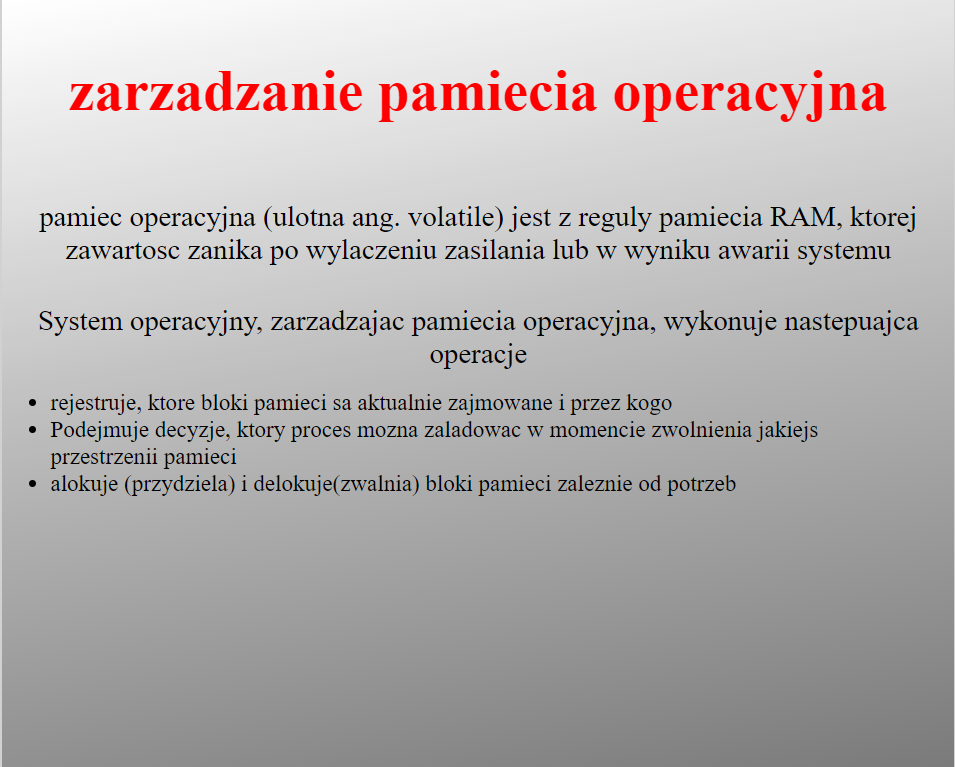 zarzadzanie pamiecia operacyjna
pamiec operacyjna (ulotna ang. volatile) jest z reguly pamiecia RAM, ktorej
zawartosc zanika po wylaczeniu zasilania lub w wyniku awarii systemu
System operacyjny, zarzadzajac pamiecia operacyjna, wykonuje nastepuajca
operacje
• rejestruje, ktore bloki pamieci sa aktualnie zajmowane i przez kogo
• Podejmuje decyzje, ktory proces mozna zaladowac w momencie zwolnienia jakiejs
przestrzenii pamieci
• alokuje (przydziela) i delokuje(zwalnia) bloki pamieci zaleznie od potrzeb